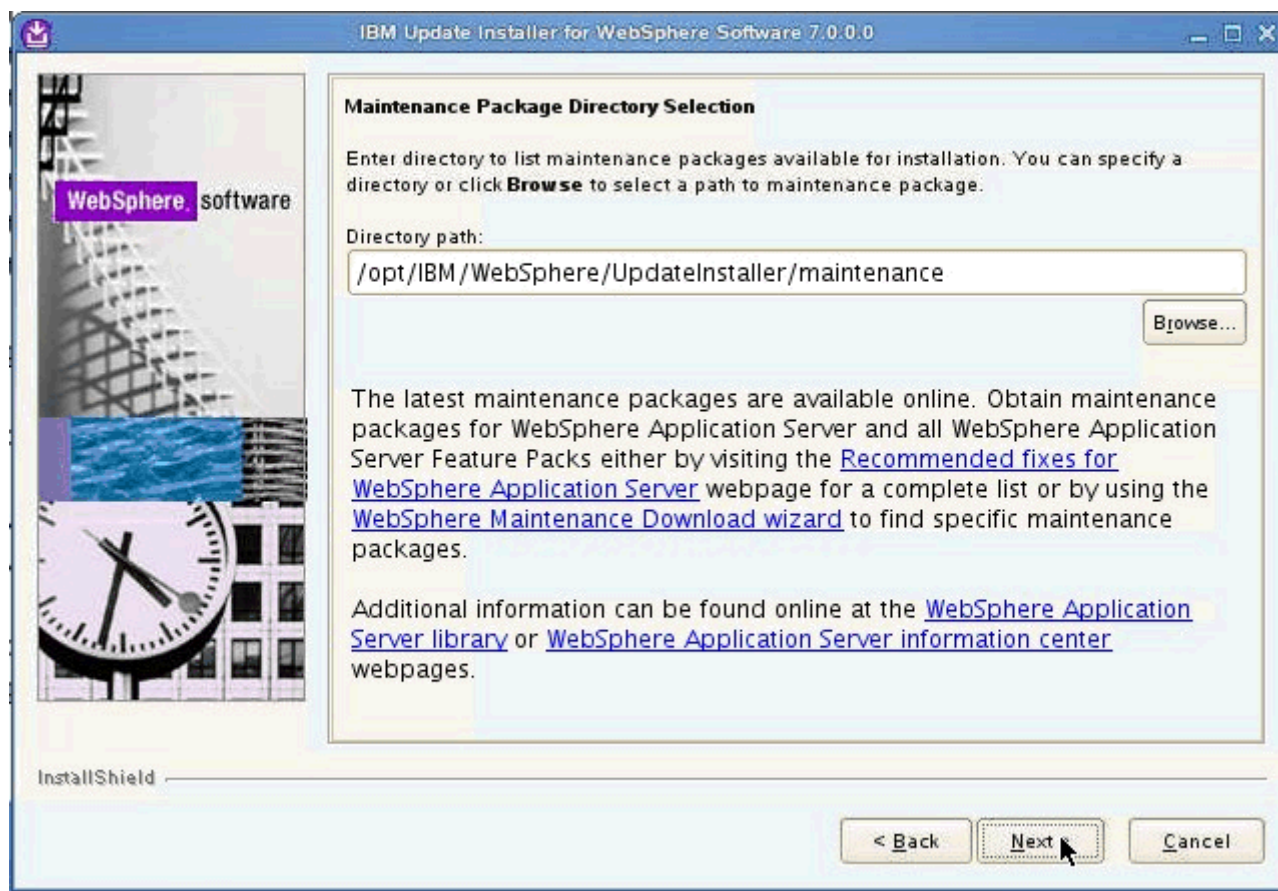 IBM Update Installer for WebSphere Software 7.0.0.0
WebSphere. software
Maintenance Package Directory Selection
Enter directory to list maintenance packages available for installation. You can specify a
directory or click Browse to select a path to maintenance package.
Directory path:
/opt/IBM/WebSphere/UpdateInstaller/maintenance
Browse...
The latest maintenance packages are available online. Obtain maintenance
packages for WebSphere Application Server and all WebSphere Application
Server Feature Packs either by visiting the Recommended fixes for
WebSphere Application Server webpage for a complete list or by using the
WebSphere Maintenance Download wizard to find specific maintenance
packages.
Additional information can be found online at the WebSphere Application
Server library or WebSphere Application Server information center
webpages.
InstallShield
< Back
Next >
Cancel